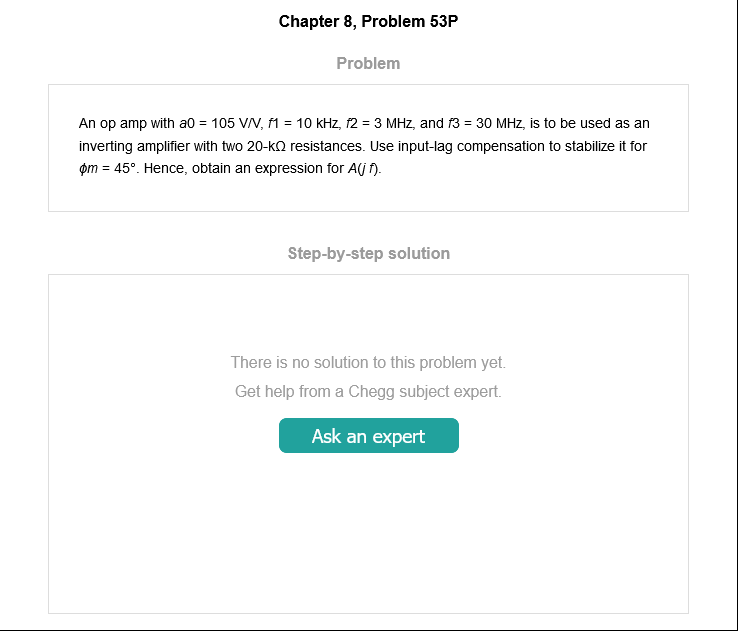 Chapter 8, Problem 53P
Problem
An op amp with a0 = 105 V/V, f1 = 10 kHz, f2 = 3 MHz, and f3 = 30 MHz, is to be used as an
inverting amplifier with two 20-kΩ resistances. Use input-lag compensation to stabilize it for
ϕm = 45°. Hence, obtain an expression for A(j f).
Step-by-step solution
There is no solution to this problem yet.
Get help from a Chegg subject expert.
Ask an expert